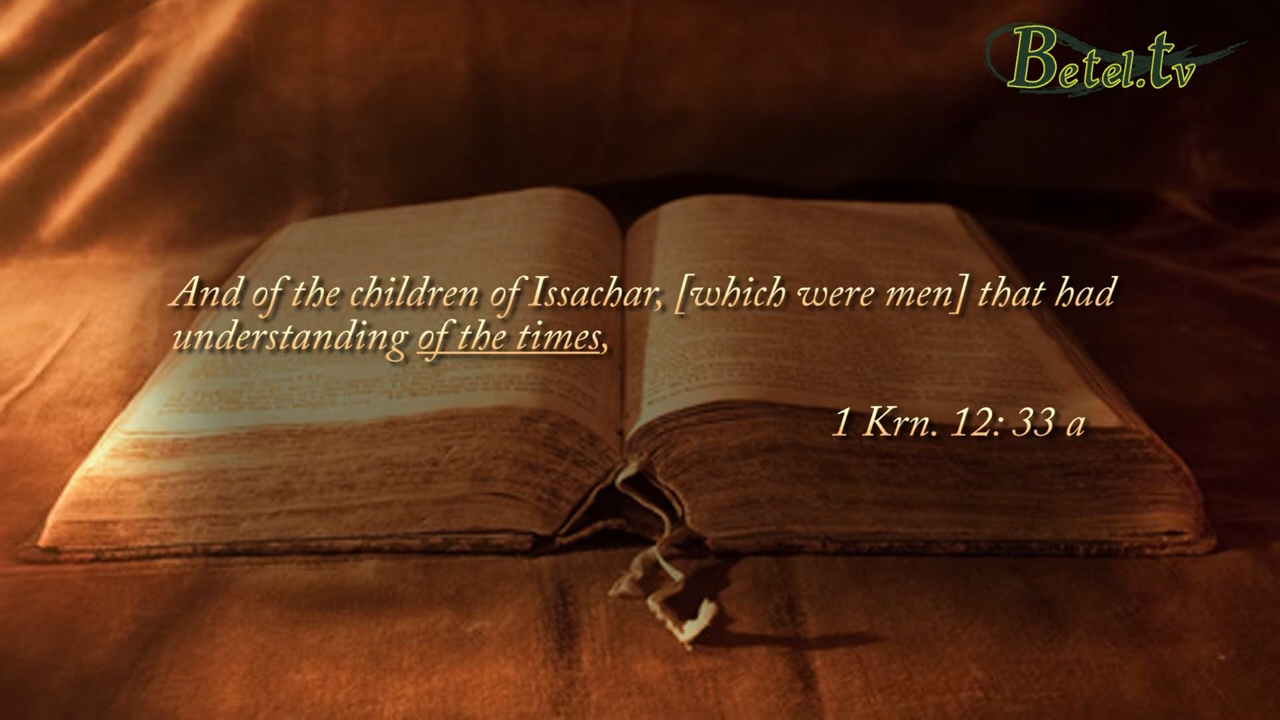 Betel.tv
And of the children of Issachar, [which were men] that had
understanding of the times,
1 Krn. 12: 33 a